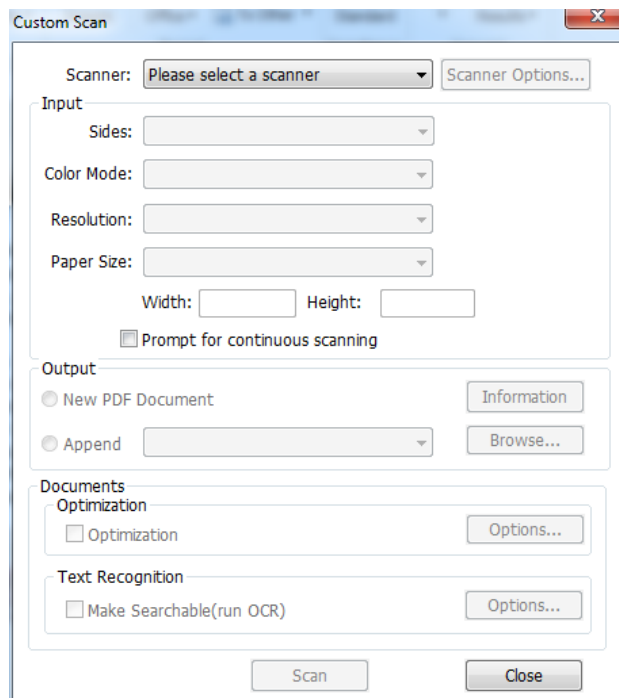 Custom Scan
Scanner: Please select a scanner Scanner Options...
Input
Sides:
Color Mode:
Resolution:
Paper Size:
Width: Height:
Prompt for continuous scanning
Output
New PDF Document Information
Append Browse...
Documents
Optimization
Optimization Options...
Text Recognition
Make Searchable(run OCR) Options...
Scan Close